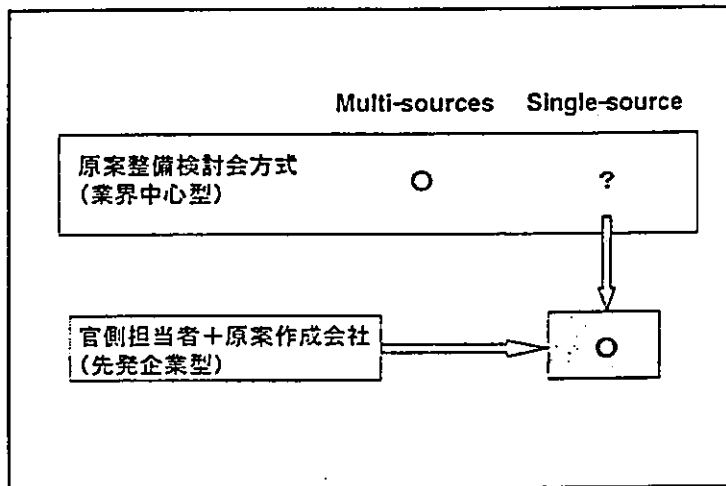 Multi-sources Single-source
原案整備検討会方式
(業界中心型)
○ ?
官側担当者+原案作成会社
(先発企業型)
○